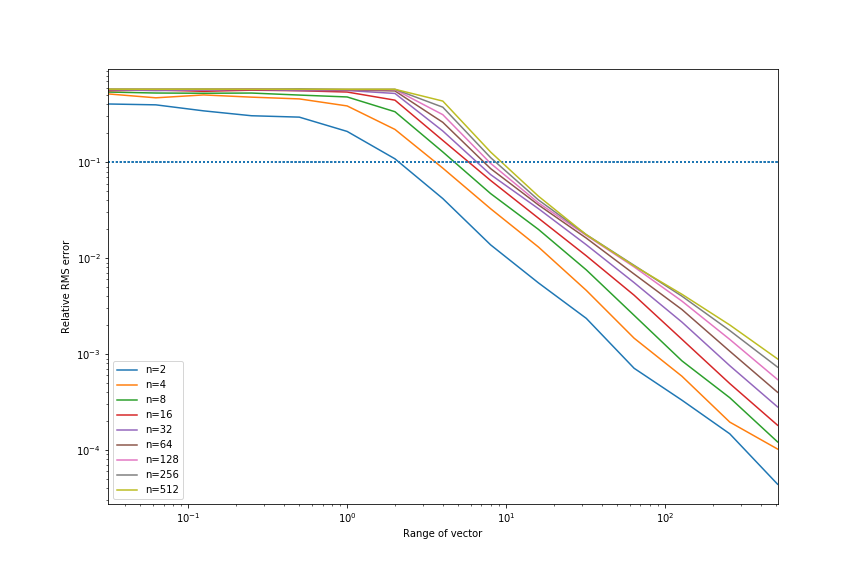 Relative RMS error
10⁻¹
10⁻²
10⁻³
10⁻⁴
n=2
n=4
n=8
n=16
n=32
n=64
n=128
n=256
n=512
10⁻¹ 10⁰ 10¹ 10²
Range of vector